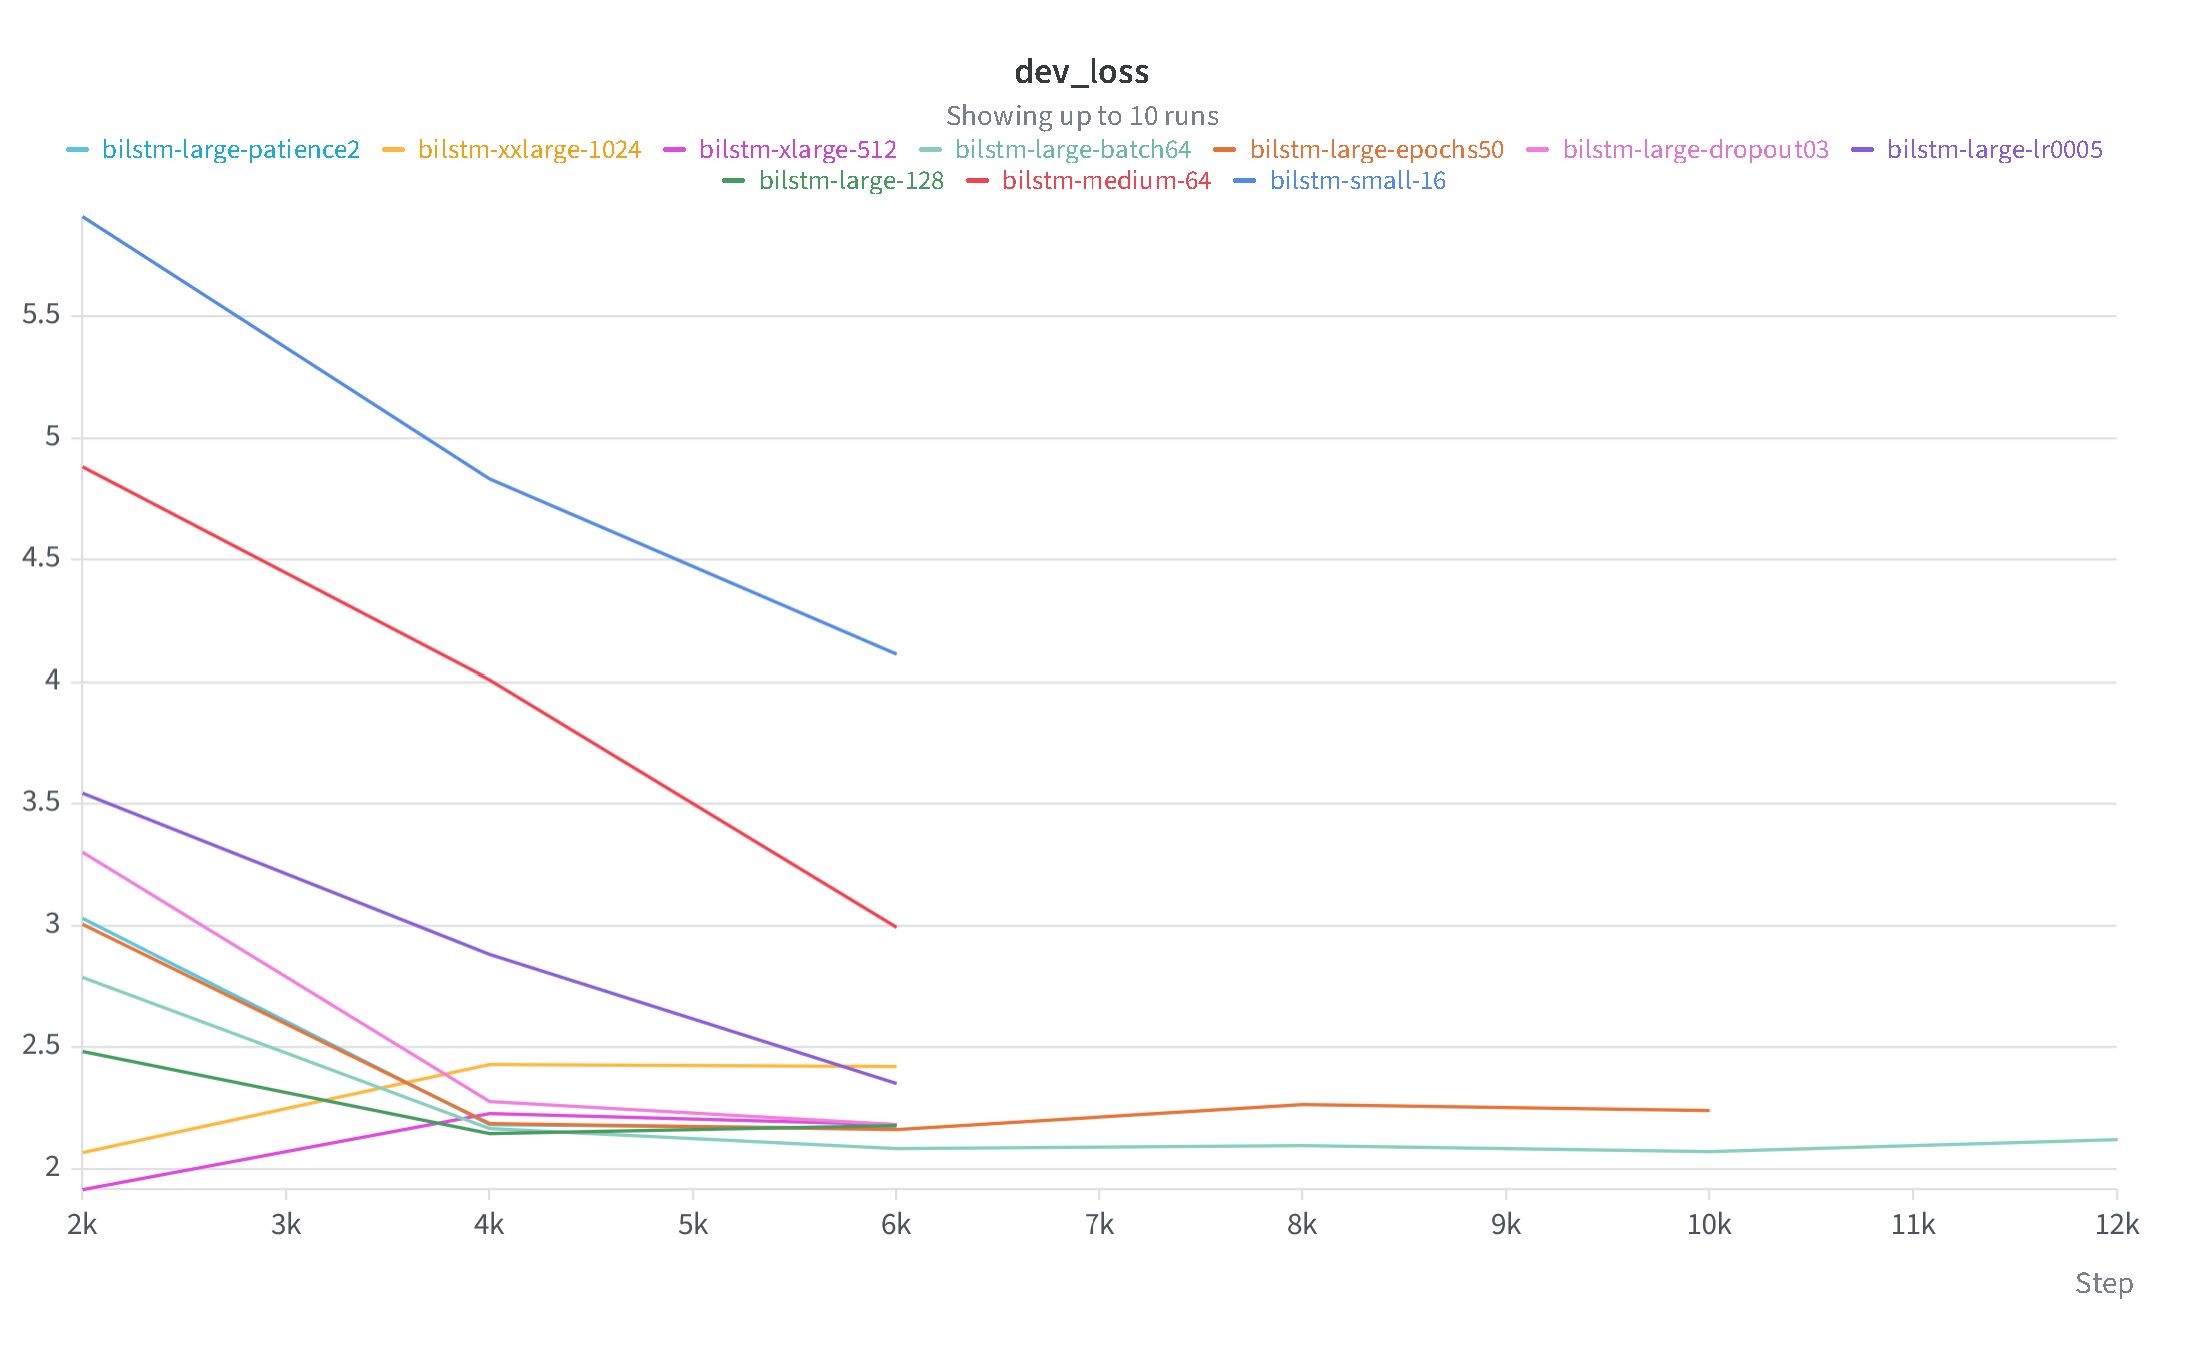 dev_loss
Showing up to 10 runs
bilstm-large-patience2 bilstm-xxlarge-1024 bilstm-xlarge-512 bilstm-large-batch64 bilstm-large-epochs50 bilstm-large-dropout03 bilstm-large-lr0005
bilstm-large-128 bilstm-medium-64 bilstm-small-16
5.5
5
4.5
4
3.5
3
2.5
2
2k 3k 4k 5k 6k 7k 8k 9k 10k 11k 12k
Step